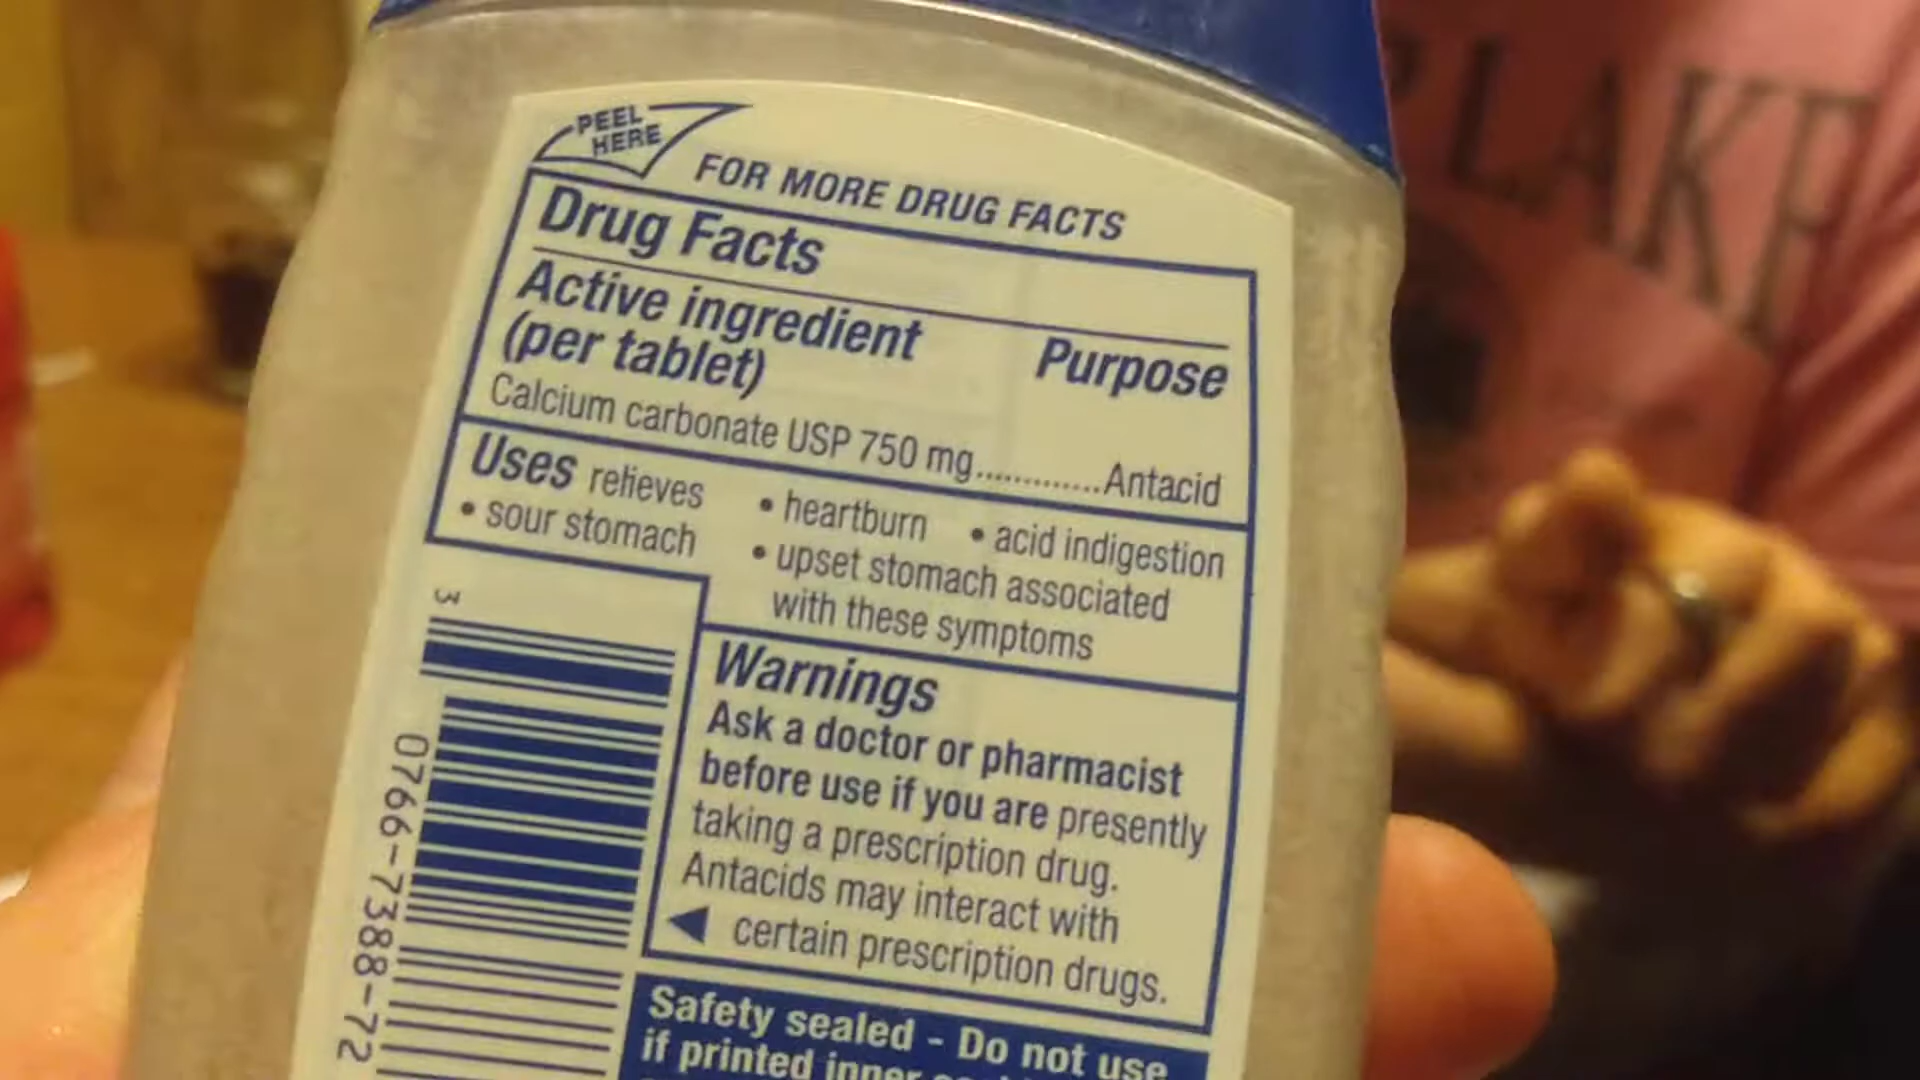 PEEL
HERE
FOR MORE DRUG FACTS
Drug Facts
Active ingredient
(per tablet)
Purpose
Calcium carbonate USP 750 mg.............Antacid
Uses relieves
• heartburn • acid indigestion
• sour stomach
• upset stomach associated
with these symptoms
Warnings
Ask a doctor or pharmacist
before use if you are presently
taking a prescription drug.
Antacids may interact with
certain prescription drugs.
Safety sealed - Do not use
if printed inner
3
0766-7388-72
LAKE